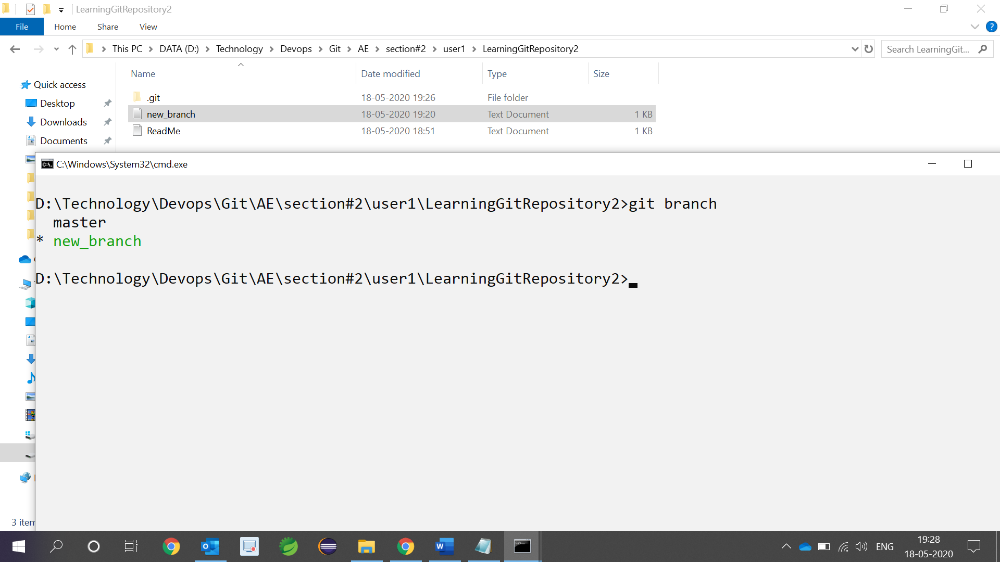 LearningGitRepository2
File Home Share View ?
This PC DATA (D:) Technology Devops Git AE section#2 user1 LearningGitRepository2 Search LearningGit...
Name Date modified Type Size
Quick access
Desktop
Downloads
Documents
.git 18-05-2020 19:26 File folder
new_branch 18-05-2020 19:20 Text Document 1 KB
ReadMe 18-05-2020 18:51 Text Document 1 KB
C:\Windows\System32\cmd.exe
D:\Technology\Devops\Git\AE\section#2\user1\LearningGitRepository2>git branch
master
* new_branch
D:\Technology\Devops\Git\AE\section#2\user1\LearningGitRepository2>
3 item
ENG
19:28
18-05-2020